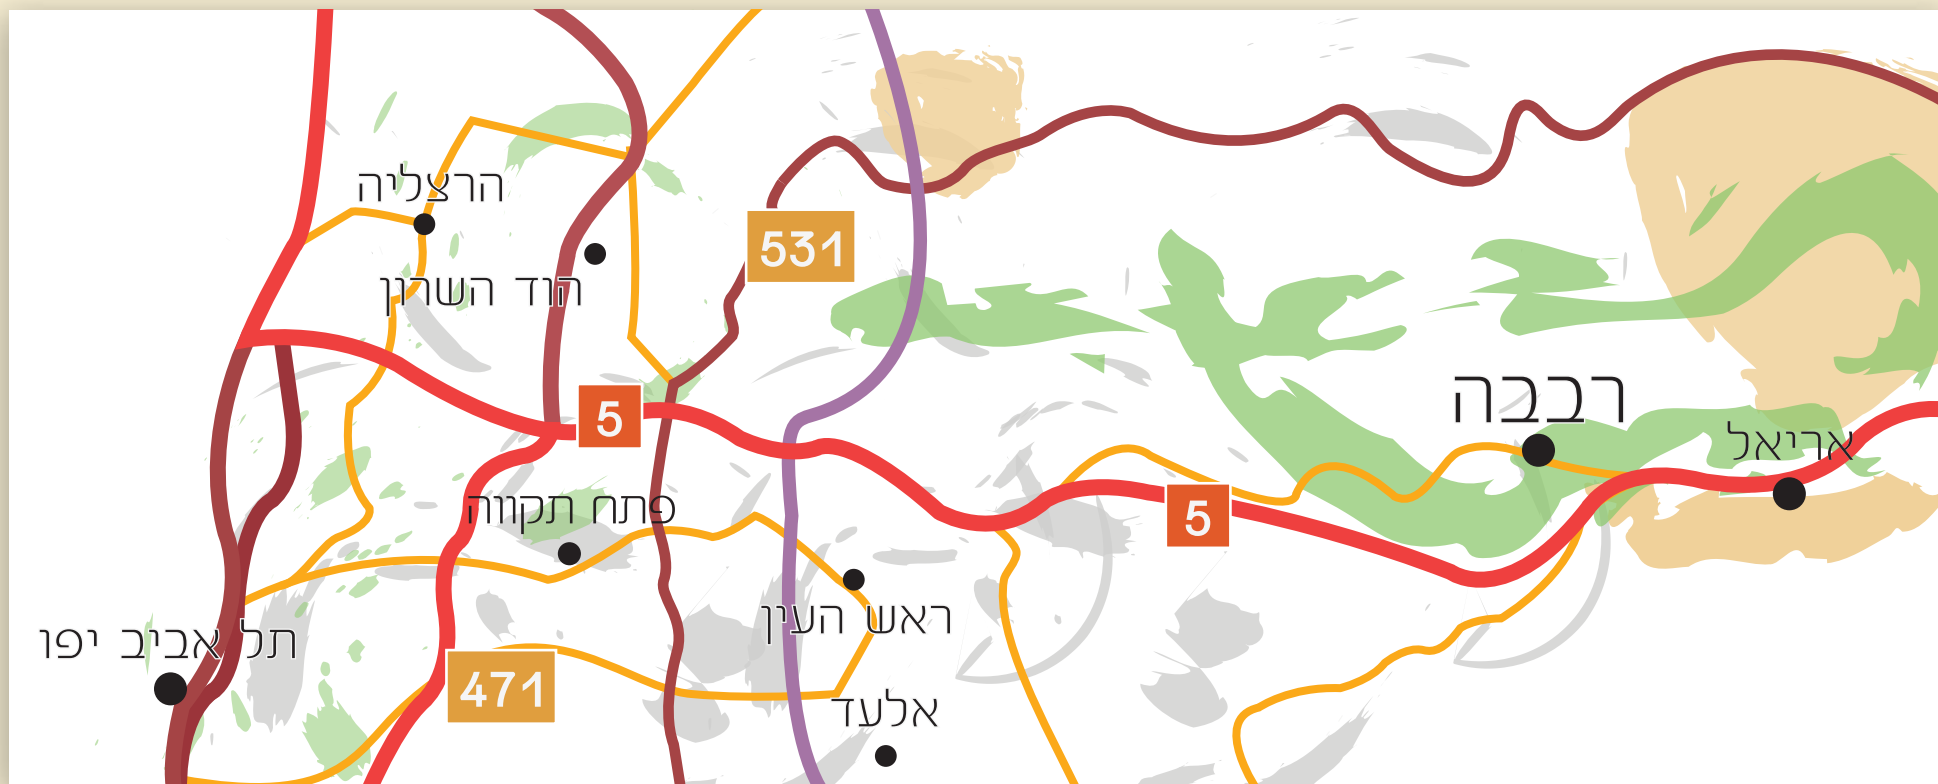 הרצליה
531
הוד השרון
רבבה
5
אריאל
פתח תקווה
5
ראש העין
תל אביב יפו
471
אלעד